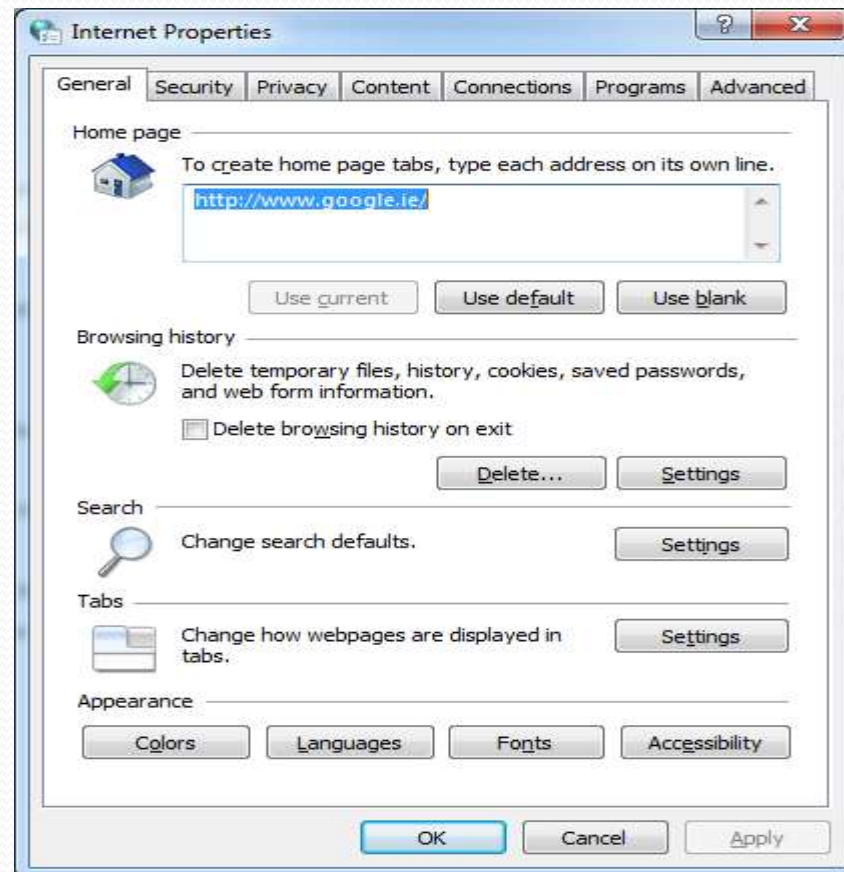 Internet Properties
General Security Privacy Content Connections Programs Advanced
Home page
To create home page tabs, type each address on its own line.
http://www.google.ie/
Use current Use default Use blank
Browsing history
Delete temporary files, history, cookies, saved passwords,
and web form information.
Delete browsing history on exit
Delete... Settings
Search
Change search defaults. Settings
Tabs
Change how webpages are displayed in
tabs. Settings
Appearance
Colors Languages Fonts Accessibility
OK Cancel Apply